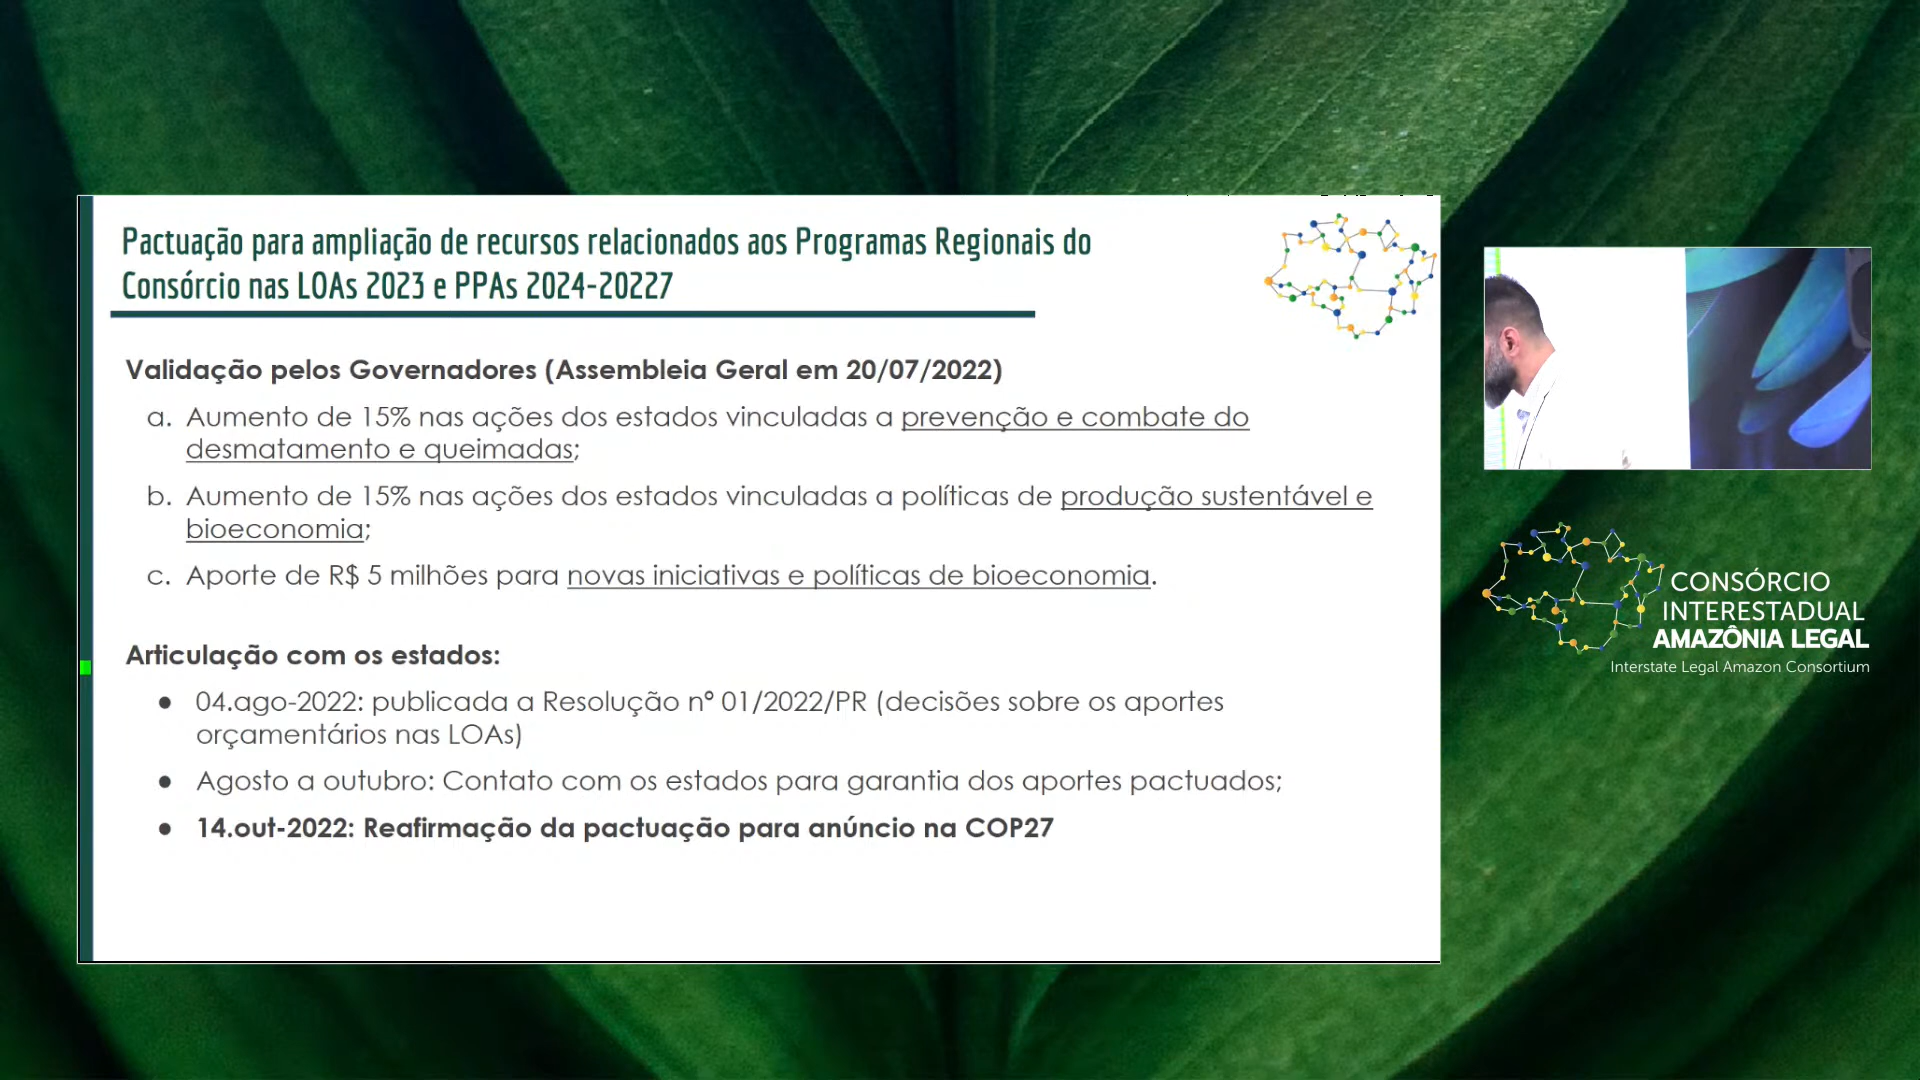 Pactuação para ampliação de recursos relacionados aos Programas Regionais do
Consórcio nas LOAs 2023 e PPAs 2024-20227
Validação pelos Governadores (Assembleia Geral em 20/07/2022)
a. Aumento de 15% nas ações dos estados vinculadas a prevenção e combate do
desmatamento e queimadas;
b. Aumento de 15% nas ações dos estados vinculadas a políticas de produção sustentável e
bioeconomia;
c. Aporte de R$ 5 milhões para novas iniciativas e políticas de bioeconomia.
Articulação com os estados:
● 04.ago-2022: publicada a Resolução nº 01/2022/PR (decisões sobre os aportes
orçamentários nas LOAs)
● Agosto a outubro: Contato com os estados para garantia dos aportes pactuados;
● 14.out-2022: Reafirmação da pactuação para anúncio na COP27
CONSÓRCIO
INTERESTADUAL
AMAZÔNIA LEGAL
Interstate Legal Amazon Consortium